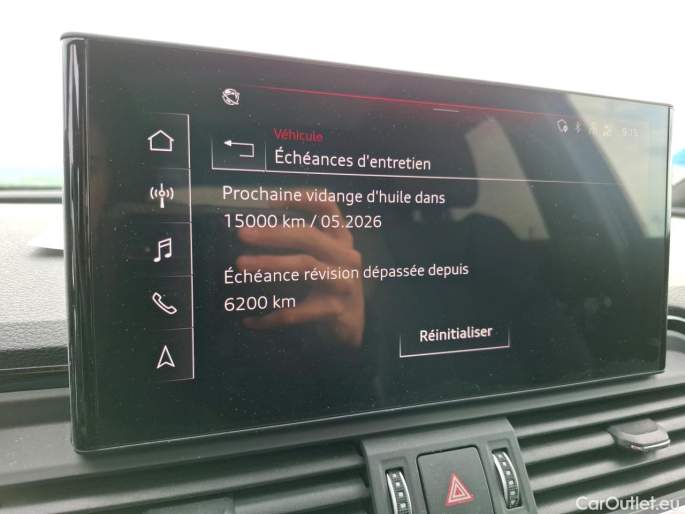 Véhicule
Échéances d'entretien
Prochaine vidange d'huile dans
15000 km / 05.2026
Échéance révision dépassée depuis
6200 km
Réinitialiser
CarOutlet.eu